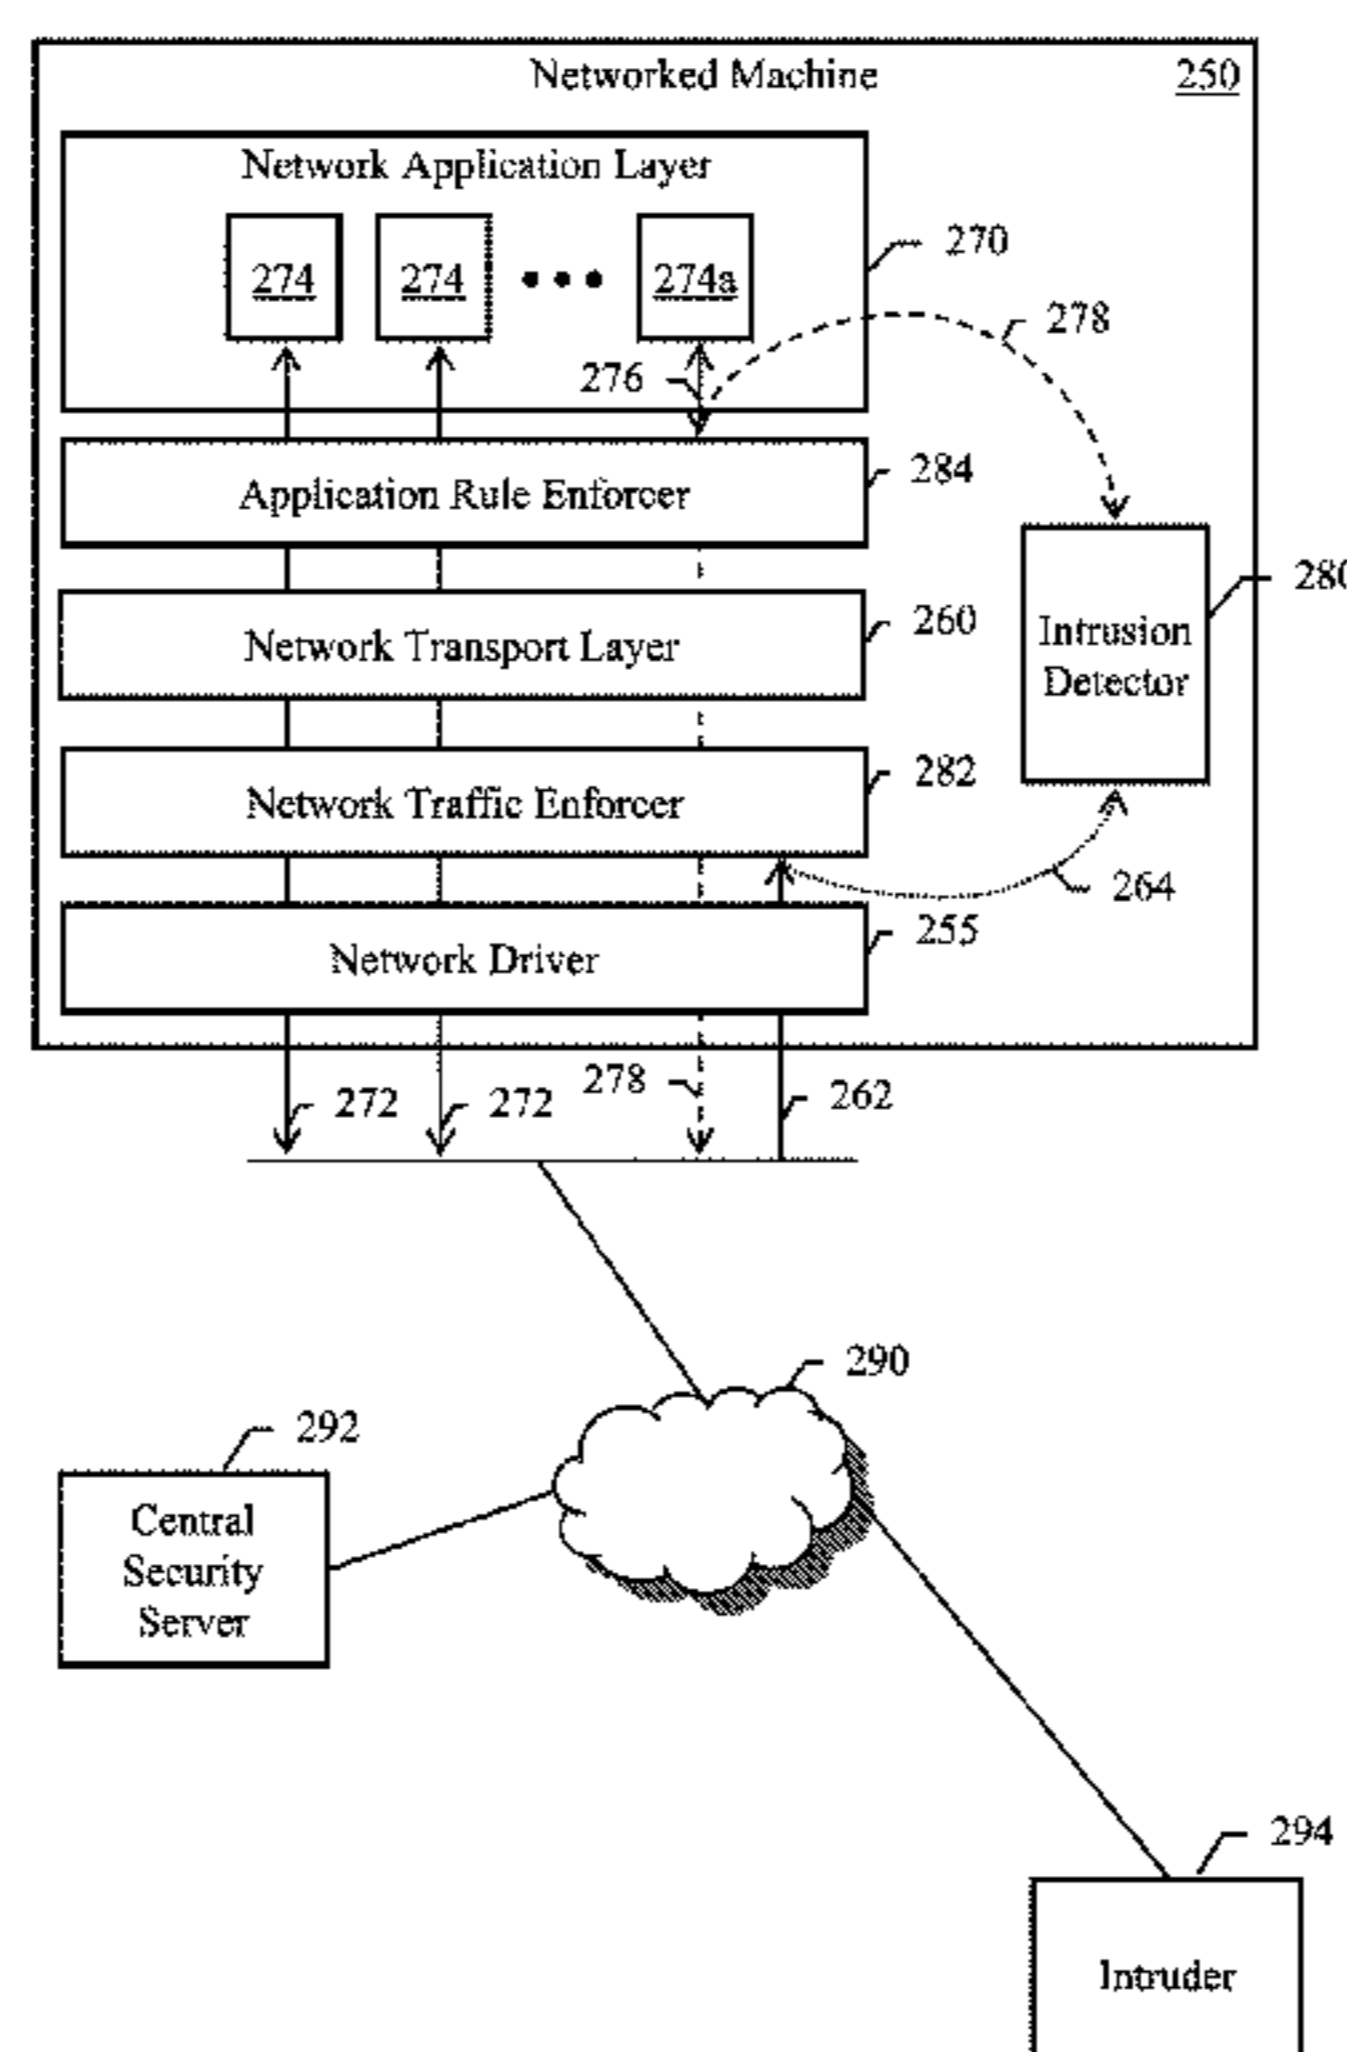 Networked Machine 250
Network Application Layer
274 274 274a
270
278
276
Application Rule Enforcer
284
Network Transport Layer
260
Intrusion
Detector
280
Network Traffic Enforcer
282
264
Network Driver
255
272 272 278 262
290
292
Central
Security
Server
294
Intruder